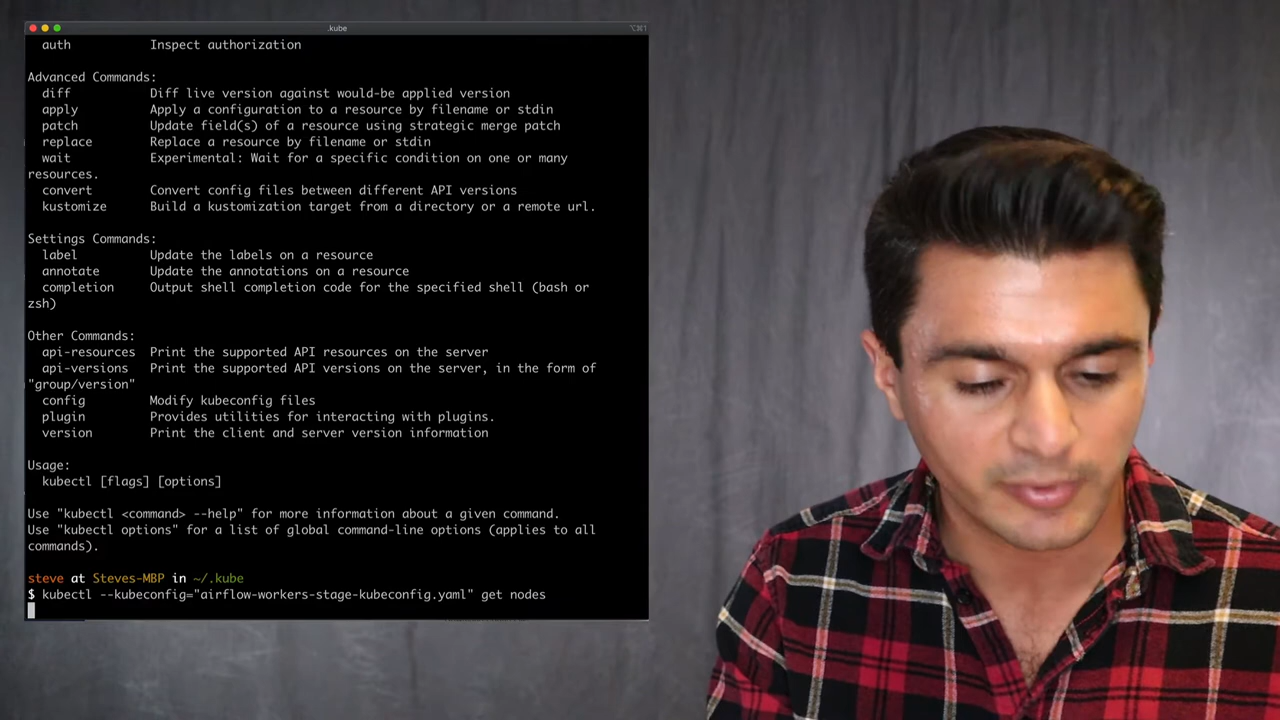 .kube
⌥⌘1
auth Inspect authorization
Advanced Commands:
diff Diff live version against would-be applied version
apply Apply a configuration to a resource by filename or stdin
patch Update field(s) of a resource using strategic merge patch
replace Replace a resource by filename or stdin
wait Experimental: Wait for a specific condition on one or many
resources.
convert Convert config files between different API versions
kustomize Build a kustomization target from a directory or a remote url.
Settings Commands:
label Update the labels on a resource
annotate Update the annotations on a resource
completion Output shell completion code for the specified shell (bash or
zsh)
Other Commands:
api-resources Print the supported API resources on the server
api-versions Print the supported API versions on the server, in the form of
"group/version"
config Modify kubeconfig files
plugin Provides utilities for interacting with plugins.
version Print the client and server version information
Usage:
kubectl [flags] [options]
Use "kubectl <command> --help" for more information about a given command.
Use "kubectl options" for a list of global command-line options (applies to all
commands).
steve at Steves-MBP in ~/.kube
$ kubectl --kubeconfig="airflow-workers-stage-kubeconfig.yaml" get nodes